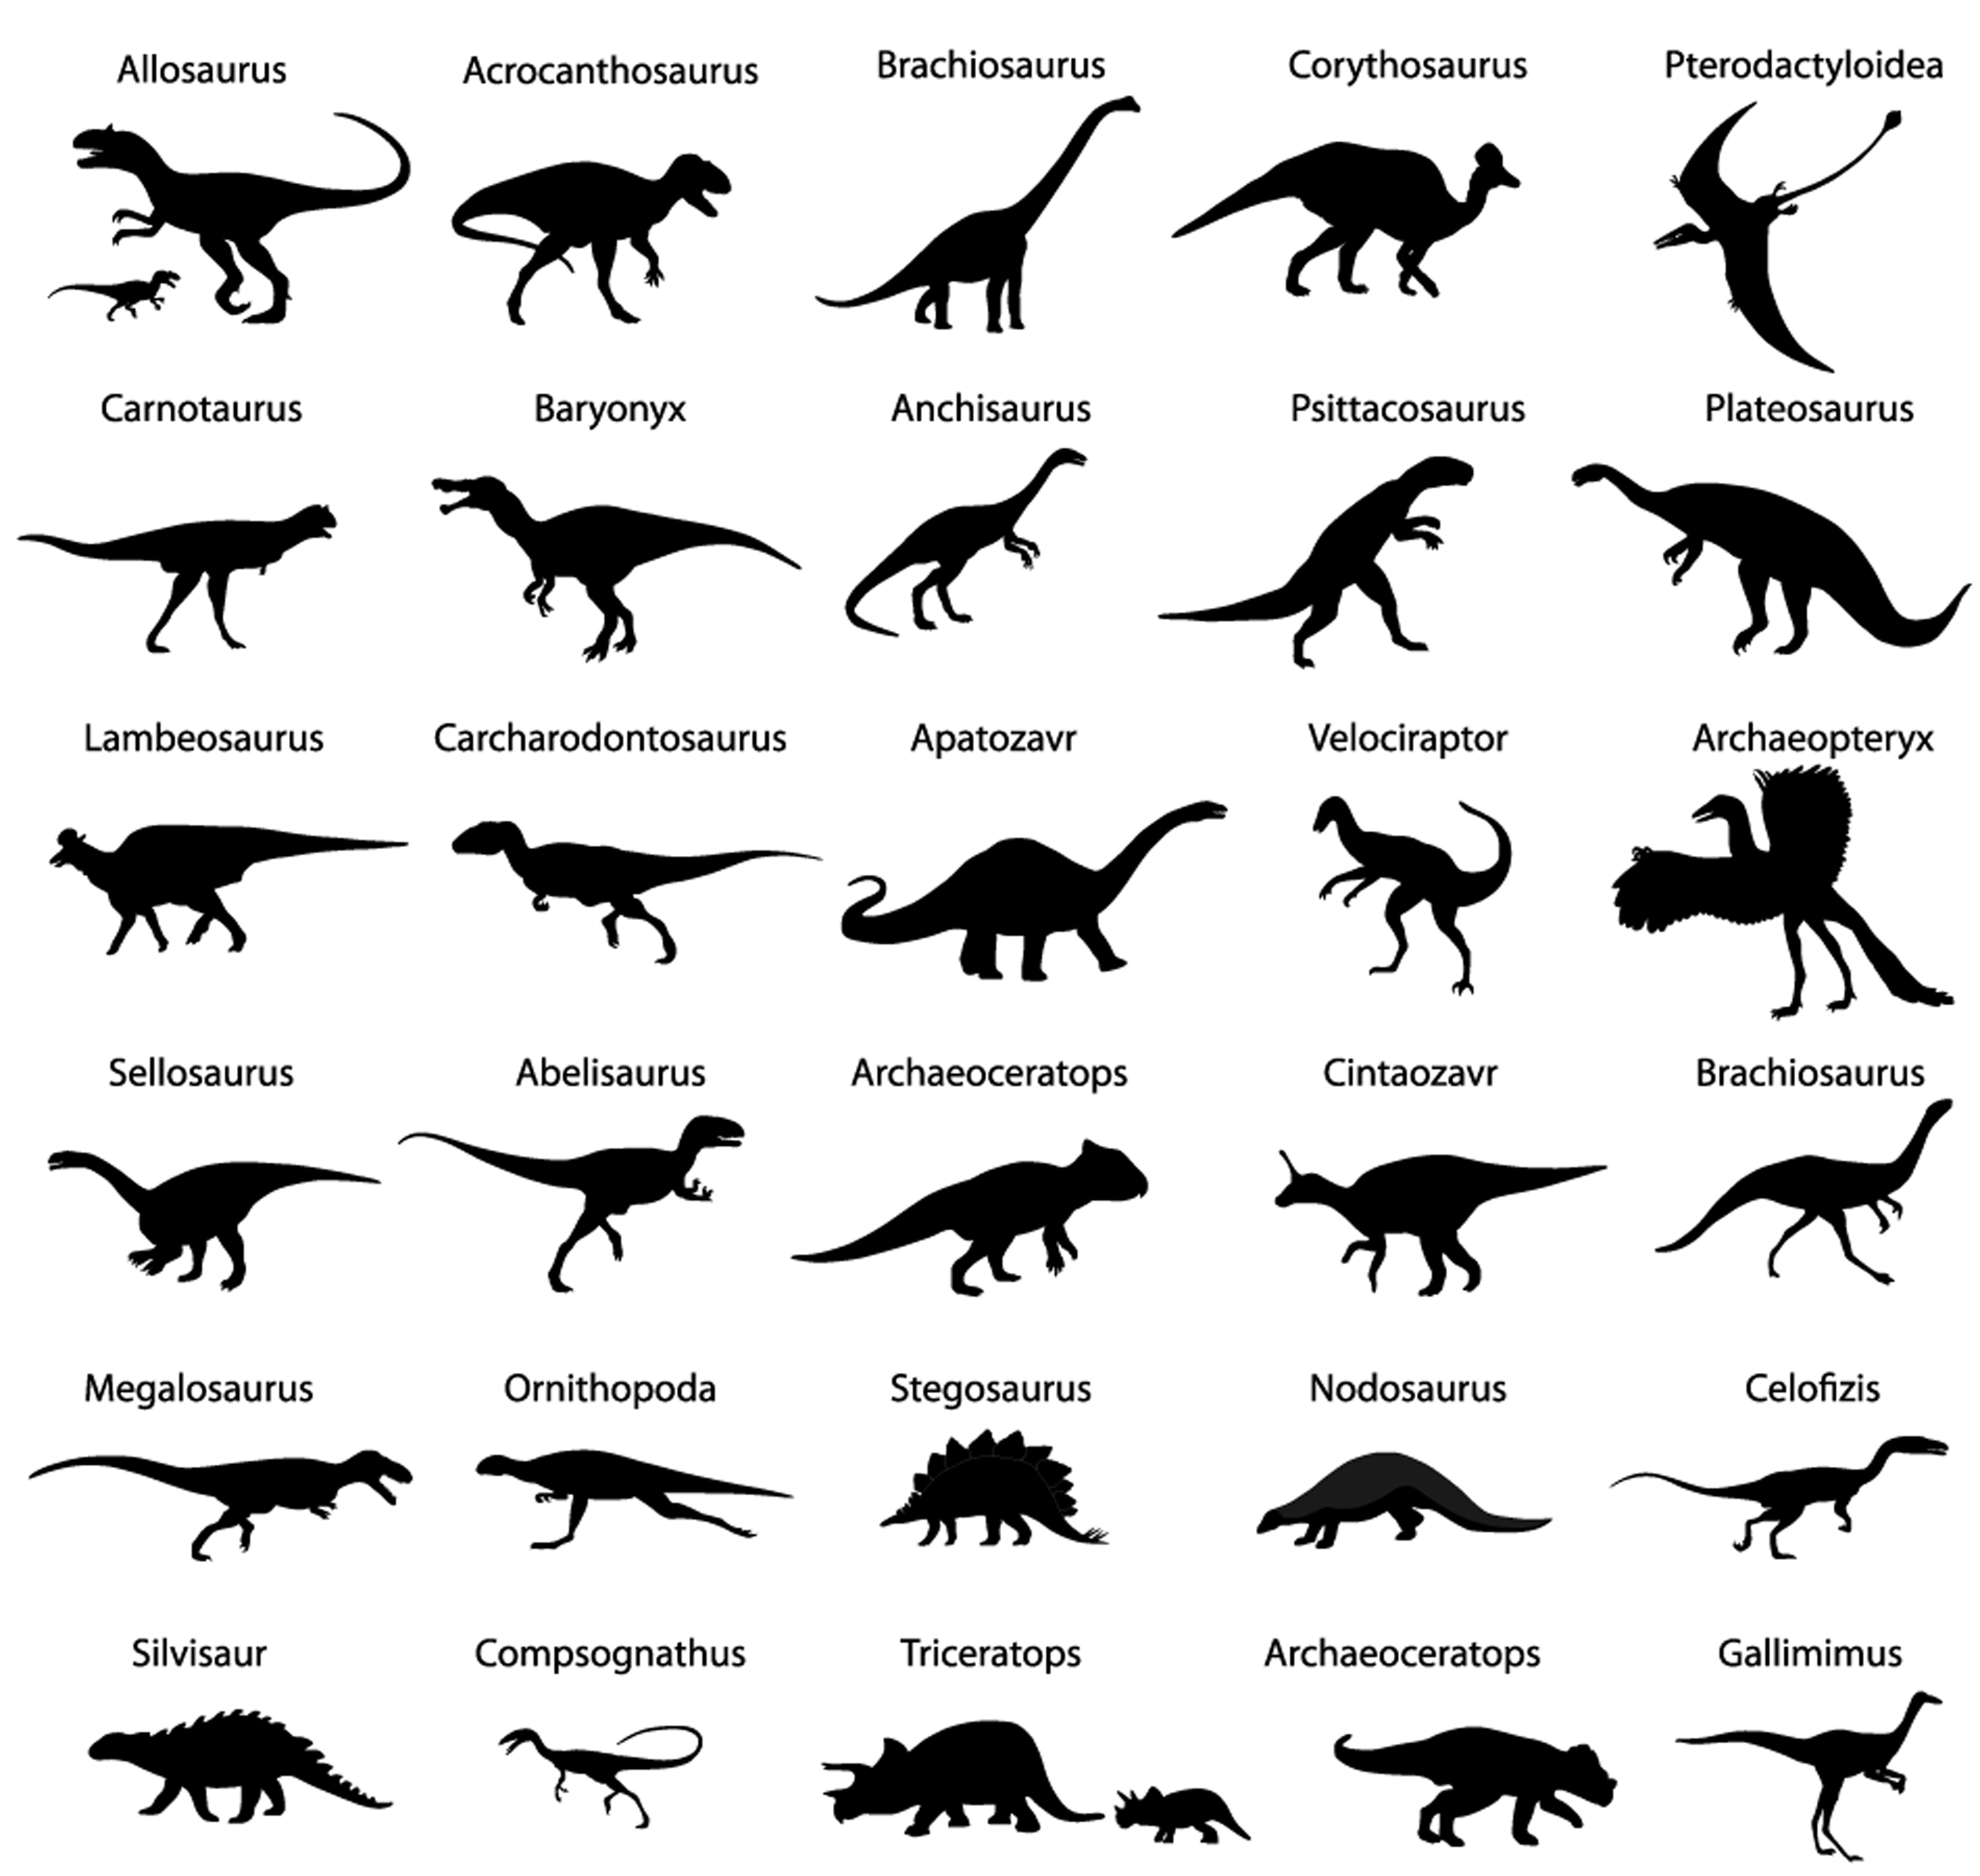 Allosaurus
Acrocanthosaurus
Brachiosaurus
Corythosaurus
Pterodactyloidea
Carnotaurus
Baryonyx
Anchisaurus
Psittacosaurus
Plateosaurus
Lambeosaurus
Carcharodontosaurus
Apatozavr
Velociraptor
Archaeopteryx
Sellosaurus
Abelisaurus
Archaeoceratops
Cintaozavr
Brachiosaurus
Megalosaurus
Ornithopoda
Stegosaurus
Nodosaurus
Celofizis
Silvisaur
Compsognathus
Triceratops
Archaeoceratops
Gallimimus